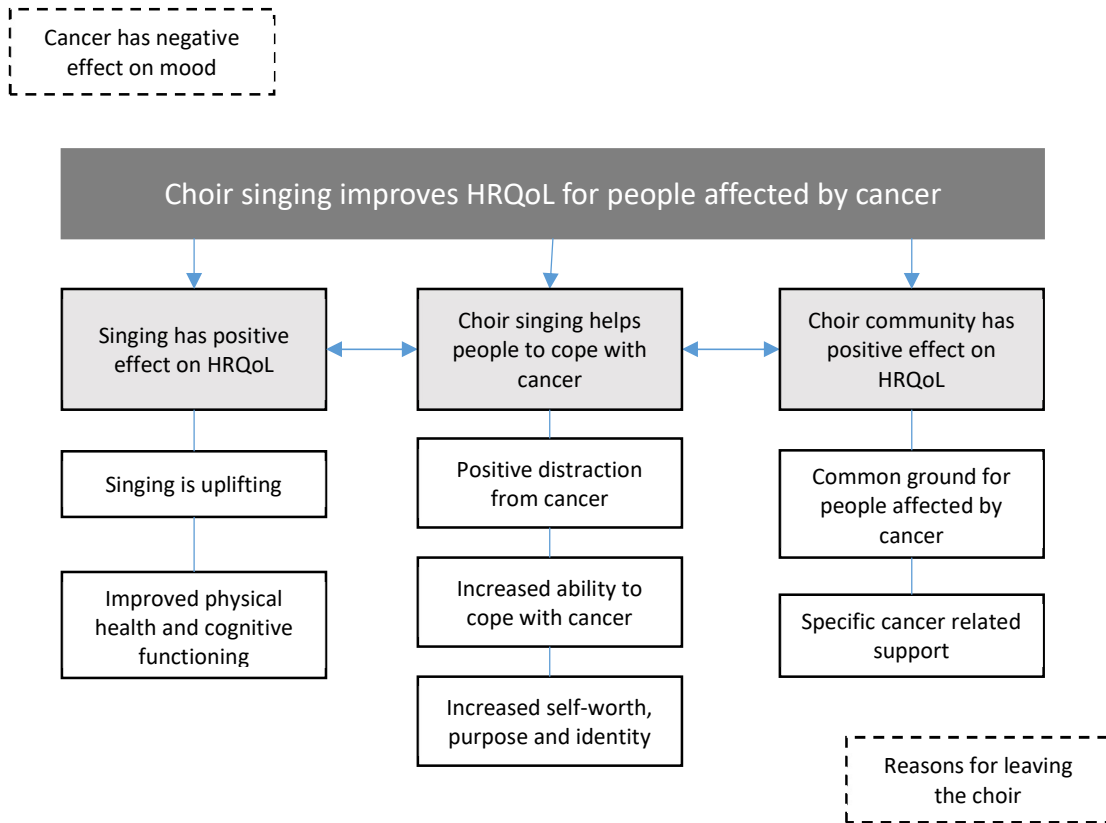 Cancer has negative
effect on mood
Choir singing improves HRQoL for people affected by cancer
Singing has positive
effect on HRQoL
Choir singing helps
people to cope with
cancer
Choir community has
positive effect on
HRQoL
Singing is uplifting
Positive distraction
from cancer
Common ground for
people affected by
cancer
Improved physical
health and cognitive
functioning
Increased ability to
cope with cancer
Specific cancer related
support
Increased self-worth,
purpose and identity
Reasons for leaving
the choir